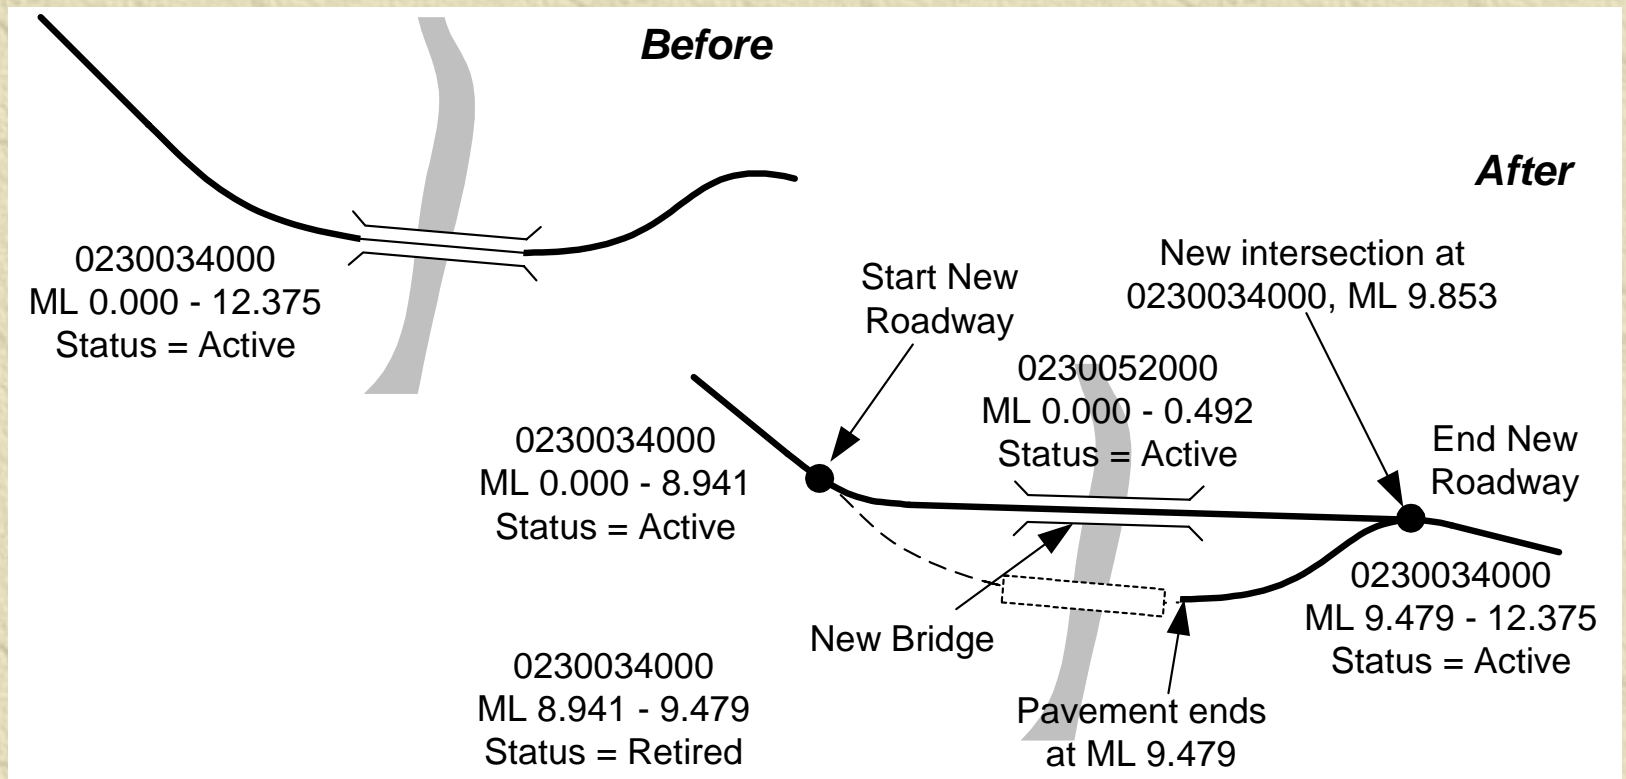 Before
0230034000
ML 0.000 - 12.375
Status = Active
After
Start New
Roadway
New intersection at
0230034000, ML 9.853
0230052000
ML 0.000 - 0.492
Status = Active
0230034000
ML 0.000 - 8.941
Status = Active
End New
Roadway
New Bridge
0230034000
ML 9.479 - 12.375
Status = Active
0230034000
ML 8.941 - 9.479
Status = Retired
Pavement ends
at ML 9.479